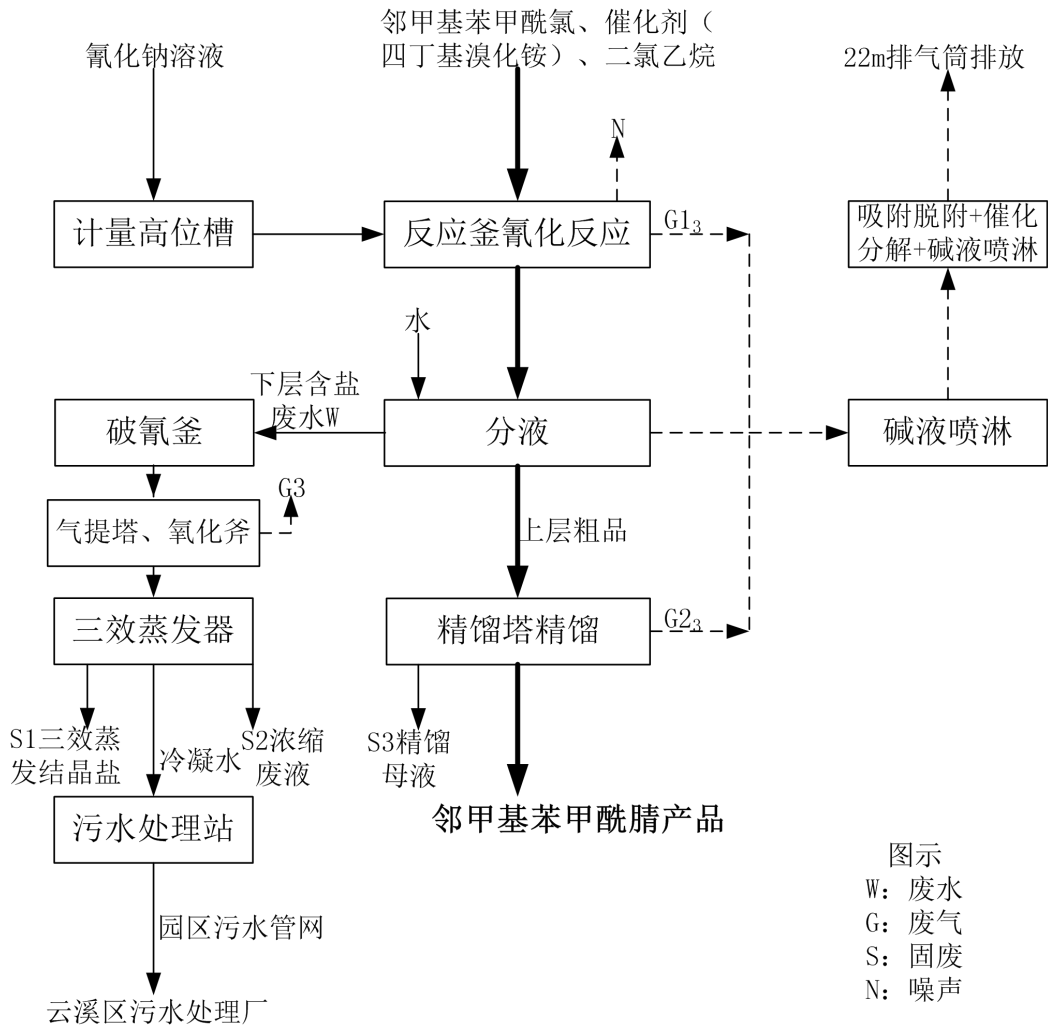 氰化钠溶液
邻甲基苯甲酰氯、催化剂（
四丁基溴化铵）、二氯乙烷
22m排气筒排放
N
计量高位槽
反应釜氰化反应
G1₃
吸附脱附+催化
分解+碱液喷淋
水
下层含盐
废水W
破氰釜
分液
碱液喷淋
G3
气提塔、氧化斧
上层粗品
三效蒸发器
精馏塔精馏
G2₃
S1三效蒸
发结晶盐
冷凝水
S2浓缩
废液
S3精馏
母液
污水处理站
邻甲基苯甲酰腈产品
图示
W：废水
G：废气
S：固废
N：噪声
园区污水管网
云溪区污水处理厂